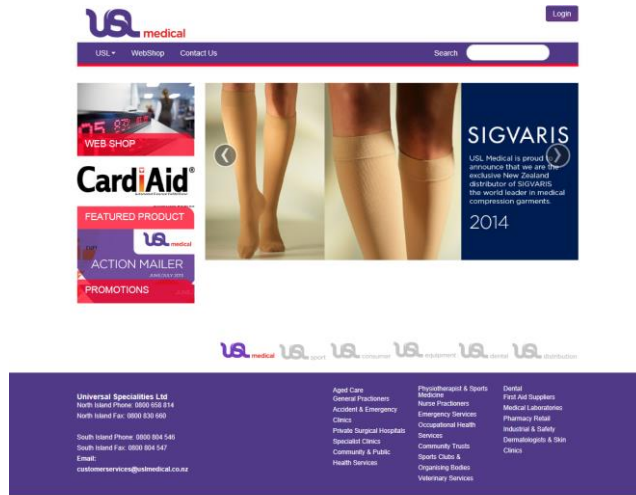 USL medical
Login
USL
WebShop
Contact Us
Search
WEB SHOP
CardiAid®
FEATURED PRODUCT
USL medical
ACTION MAILER
PROMOTIONS
SIGVARIS
USL Medical is proud to
announce that we are the
exclusive New Zealand
distributor of SIGVARIS
the world leader in medical
compression garments.
2014
USL medical
USL sport
USL consumer
USL equipment
USL dental
USL distribution
Universal Specialities Ltd
North Island Phone: 0800 658 814
North Island Fax: 0800 830 660
South Island Phone: 0800 804 546
South Island Fax: 0800 804 547
Email:
customerservices@uslmedical.co.nz
Aged Care
General Practioners
Accident & Emergency
Clinics
Private Surgical Hospitals
Specialist Clinics
Community & Public
Health Services
Physiotherapist & Sports
Medicine
Nurse Practioners
Emergency Services
Occupational Health
Services
Community Trusts
Sports Clubs &
Organising Bodies
Veterinary Services
Dental
First Aid Suppliers
Medical Laboratories
Pharmacy Retail
Industrial & Safety
Dermatologists & Skin
Clinics